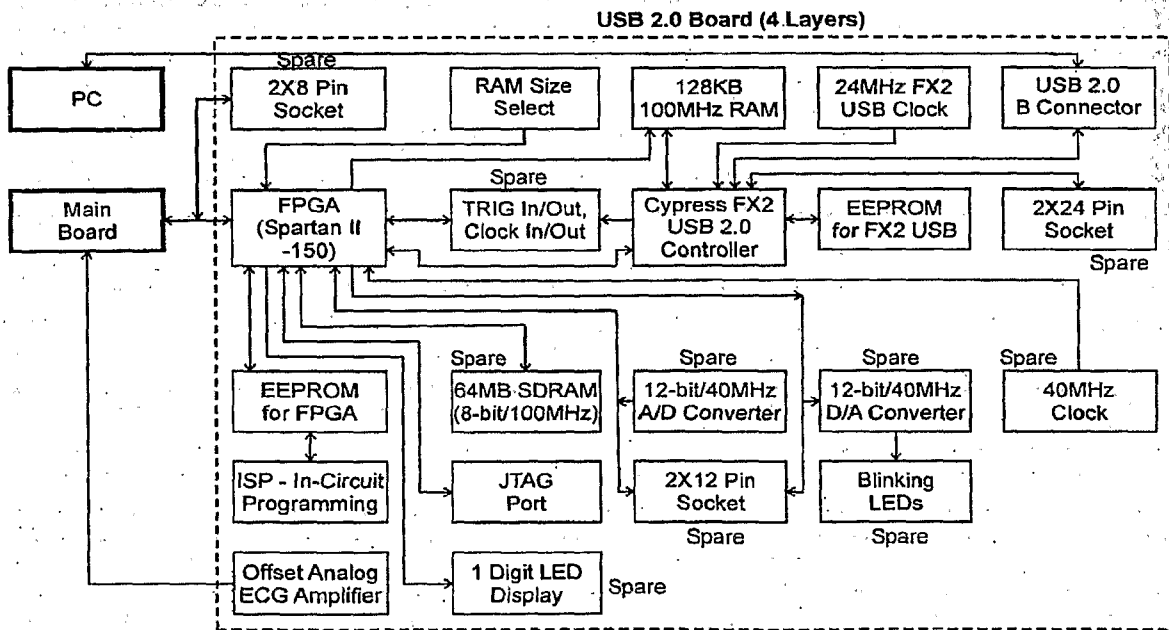 USB 2.0 Board (4 Layers)
PC
Spare
2X8 Pin
Socket
RAM Size
Select
128KB
100MHz RAM
24MHz FX2
USB Clock
USB 2.0
B Connector
Main
Board
FPGA
(Spartan II
-150)
Spare
TRIG In/Out,
Clock In/Out
Cypress FX2
USB 2.0
Controller
EEPROM
for FX2 USB
2X24 Pin
Socket
Spare
EEPROM
for FPGA
Spare
64MB SDRAM
(8-bit/100MHz)
Spare
12-bit/40MHz
A/D Converter
Spare
12-bit/40MHz
D/A Converter
Spare
40MHz
Clock
ISP - In-Circuit
Programming
JTAG
Port
2X12 Pin
Socket
Spare
Blinking
LEDs
Spare
Offset Analog
ECG Amplifier
1 Digit LED
Display
Spare